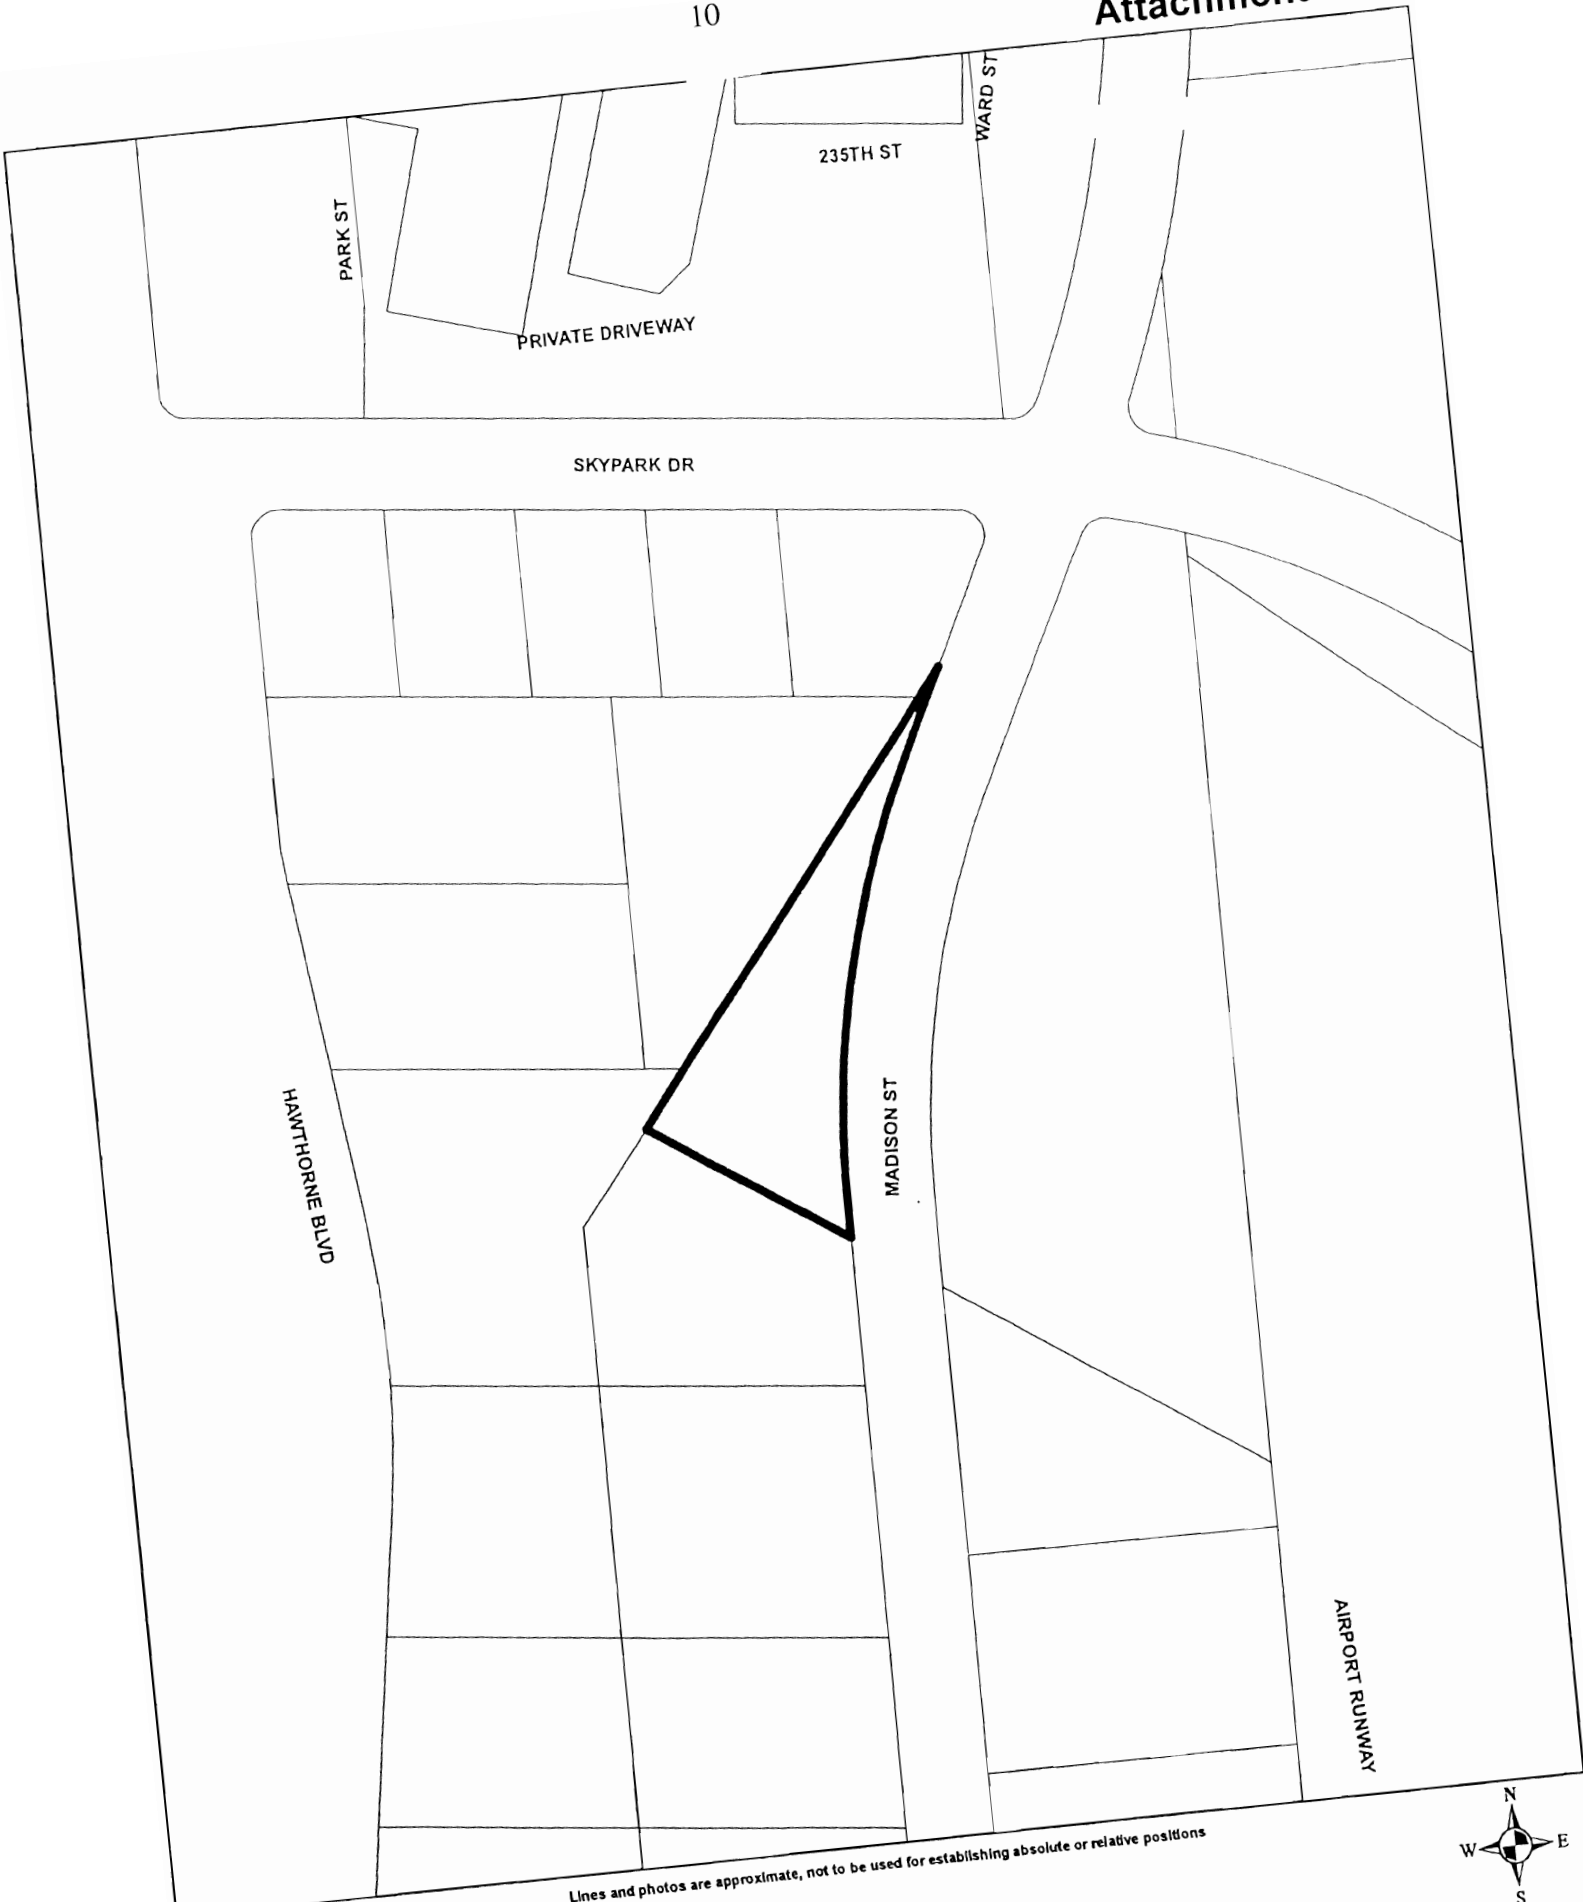 10
Attachment
WARD ST
235TH ST
PARK ST
PRIVATE DRIVEWAY
SKYPARK DR
MADISON ST
HAWTHORNE BLVD
AIRPORT RUNWAY
N
W E
S
Lines and photos are approximate, not to be used for establishing absolute or relative positions